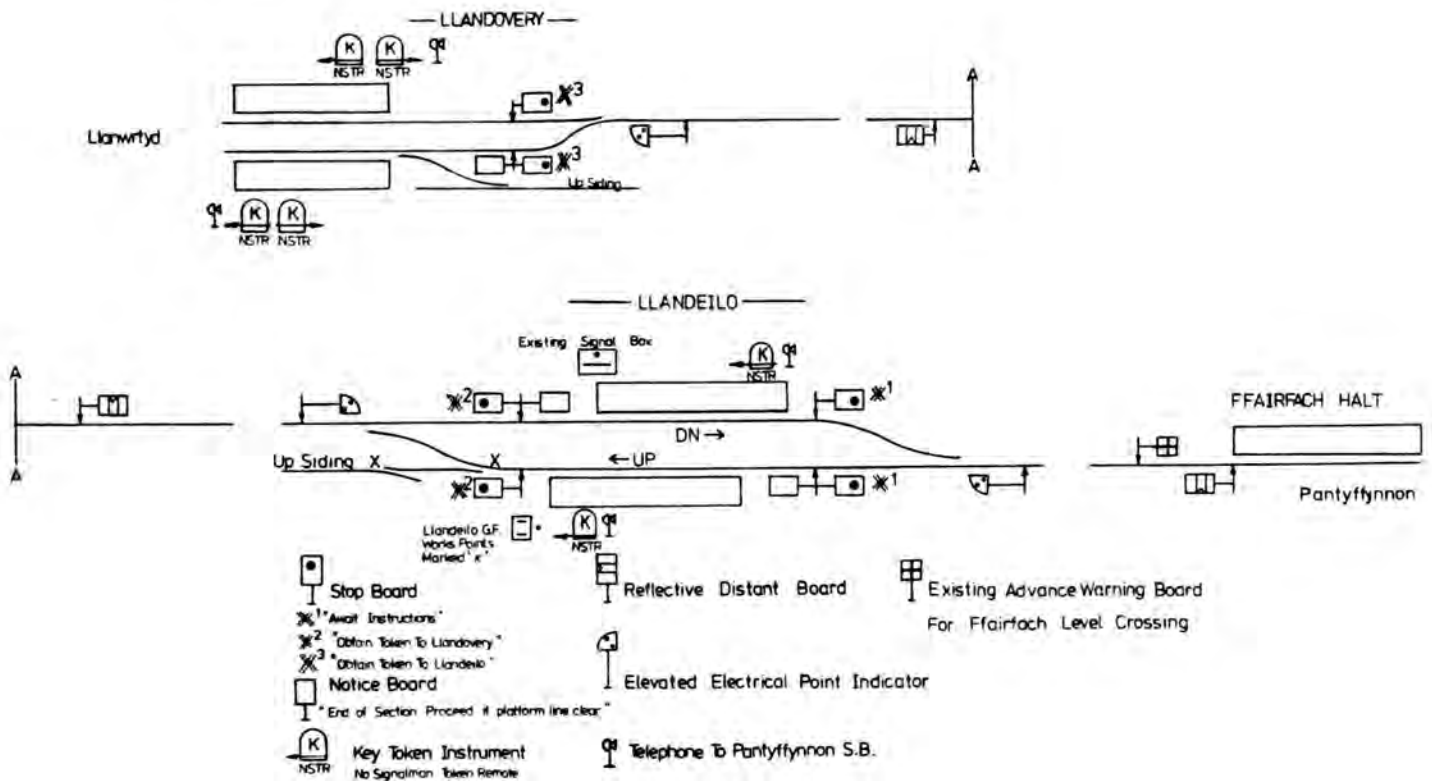 LLANDOVERY
K K
NSTR NSTR
3
A
Llanwrtyd
3
Up Siding
A
K K
NSTR NSTR
LLANDEILO
Existing Signal Box
K
NSTR
A
2
1
FFAIRFACH HALT
DN →
Up Siding X X
← UP
A
2
1
Pantyffynnon
Llandeilo G.F.
Works Points
Marked 'x'
K
NSTR
Stop Board
1 "Await Instructions"
2 "Obtain Token To Llandovery"
3 "Obtain Token To Llandeilo"
Notice Board
"End of Section Proceed if platform line clear"
K
NSTR
Key Token Instrument
No Signalman Token Remote
Reflective Distant Board
Elevated Electrical Point Indicator
Telephone To Pantyffynnon S.B.
Existing Advance Warning Board
For Ffairfach Level Crossing